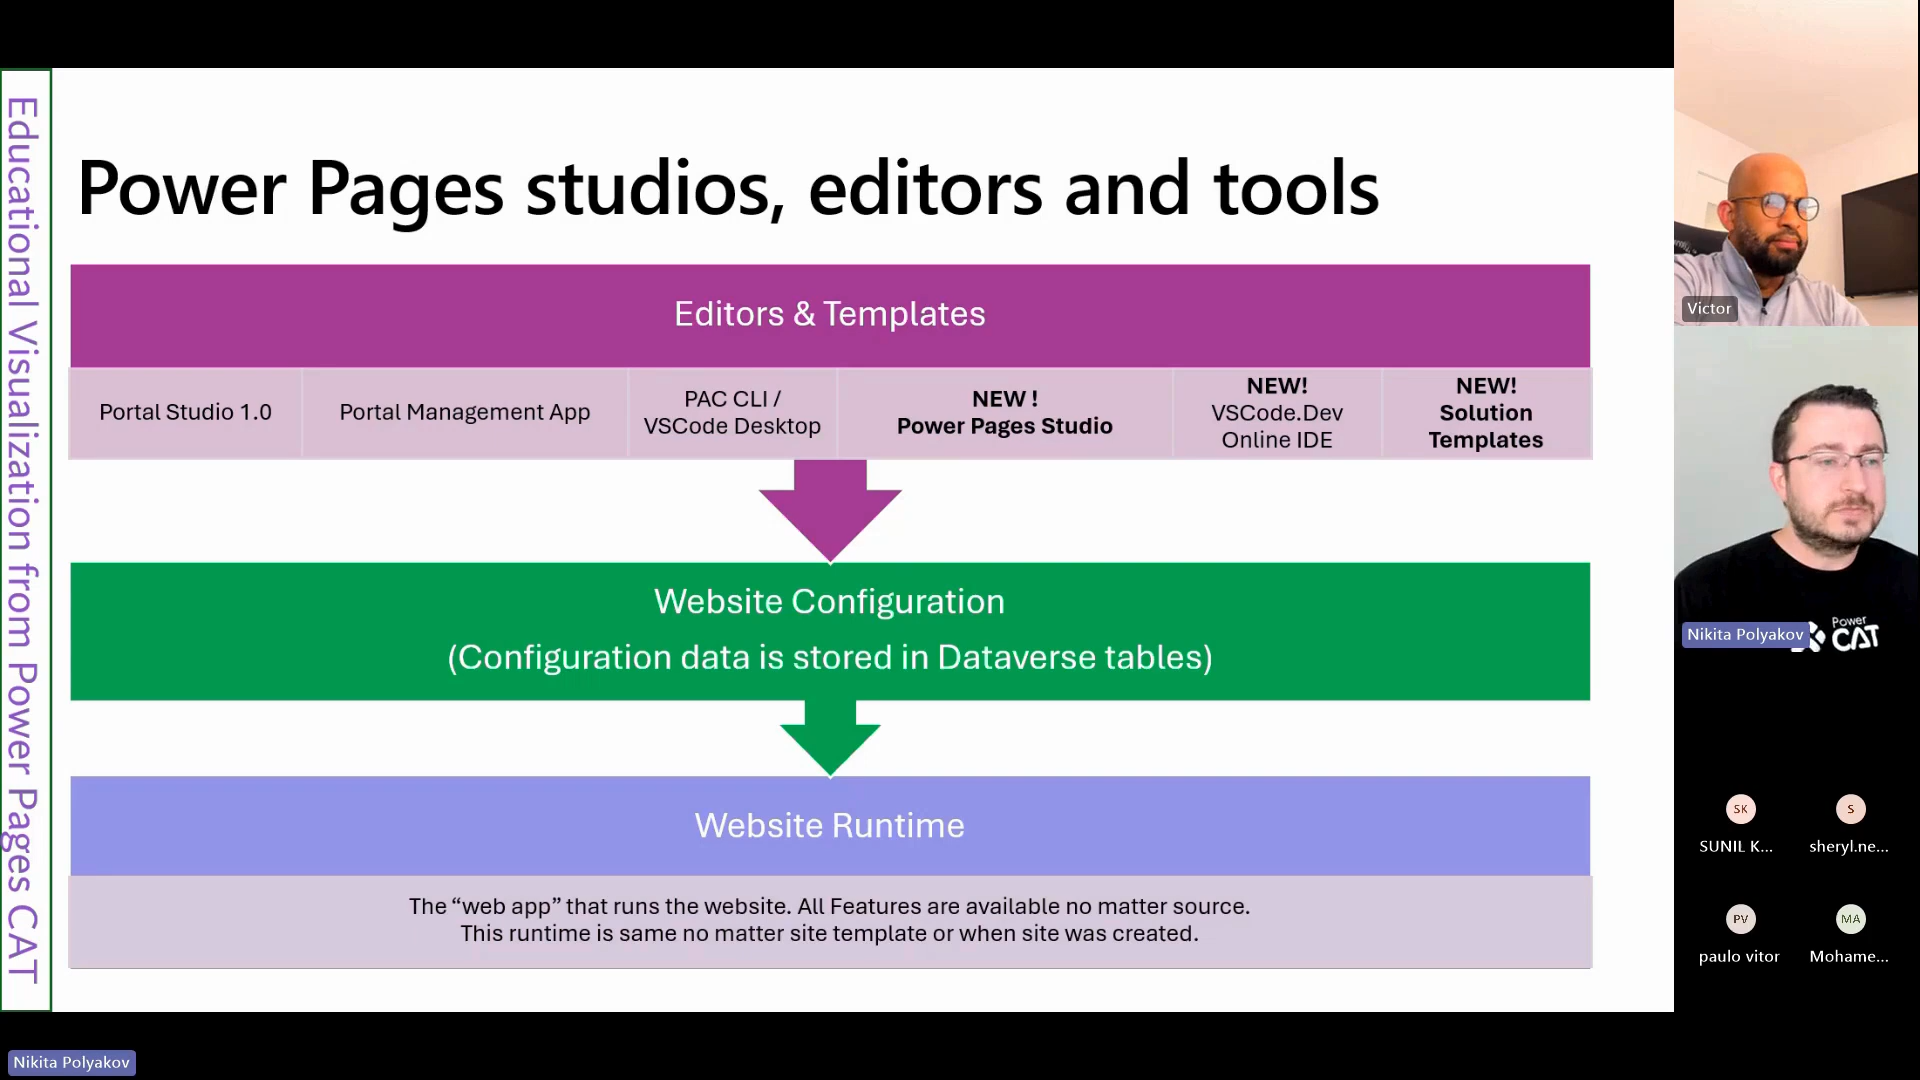 Educational Visualization from Power Pages CAT
Power Pages studios, editors and tools
Editors & Templates
Portal Studio 1.0
Portal Management App
PAC CLI /
VSCode Desktop
NEW !
Power Pages Studio
NEW!
VSCode.Dev
Online IDE
NEW!
Solution
Templates
Website Configuration
(Configuration data is stored in Dataverse tables)
Website Runtime
The “web app” that runs the website. All Features are available no matter source.
This runtime is same no matter site template or when site was created.
Victor
Power
CAT
Nikita Polyakov
SK
S
SUNIL K...
sheryl.ne...
PV
MA
paulo vitor
Mohame...
Nikita Polyakov